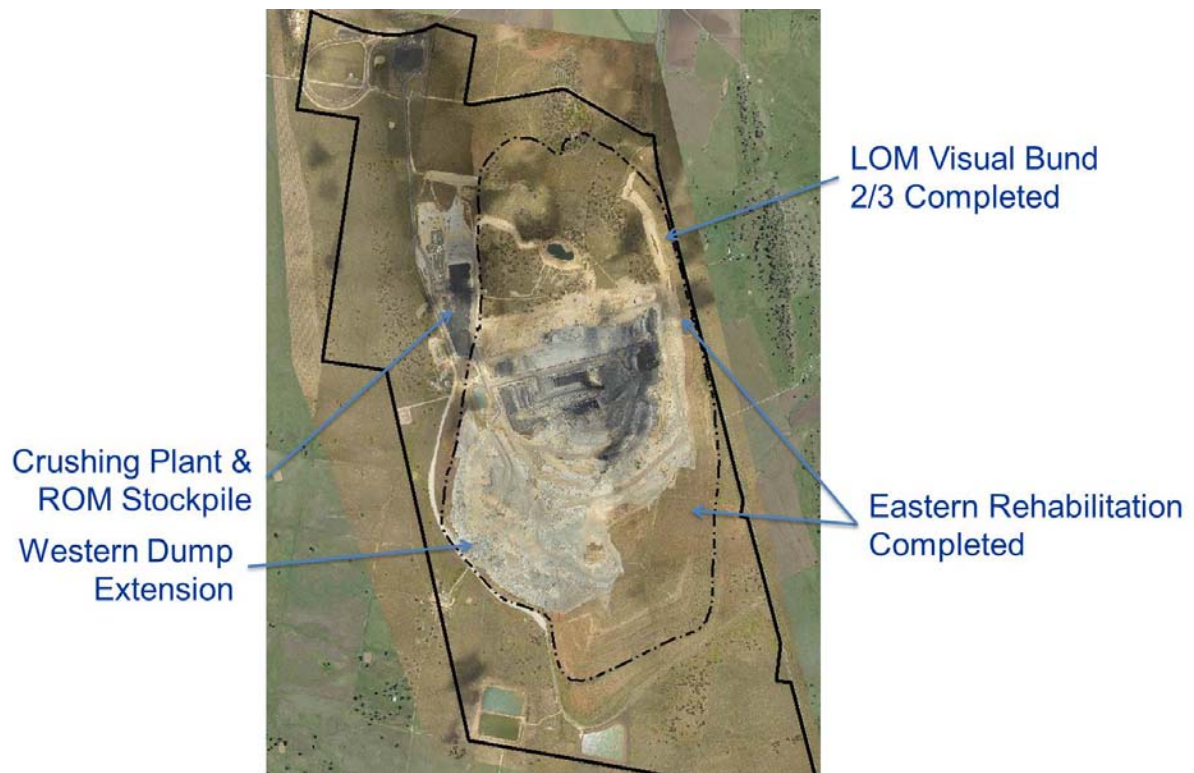 LOM Visual Bund
2/3 Completed
Crushing Plant &
ROM Stockpile
Western Dump
Extension
Eastern Rehabilitation
Completed